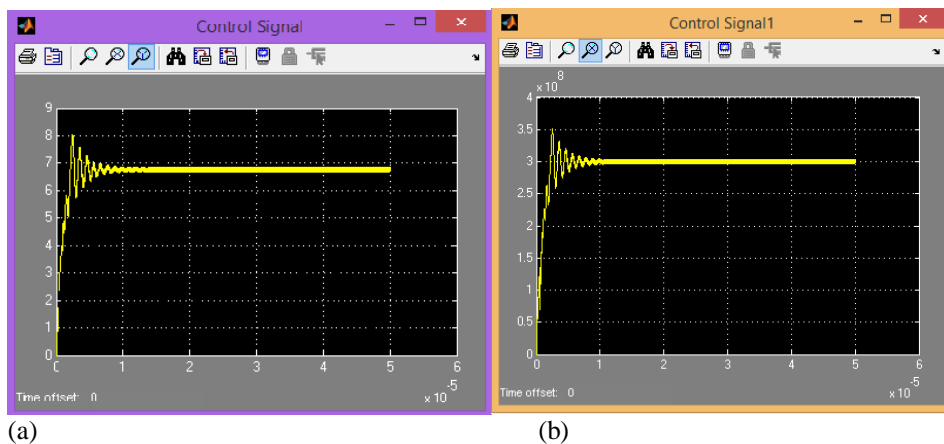 Control Signal
9
8
7
6
5
4
3
2
1
0
C 1 2 3 4 5 6
-5
x 10
Time offset: 0
(a)
Control Signal1
x 10
8
4
3.5
3
2.5
2
1.5
1
0.5
0
0 1 2 3 4 5 6
-5
x 10
Time offset: 0
(b)